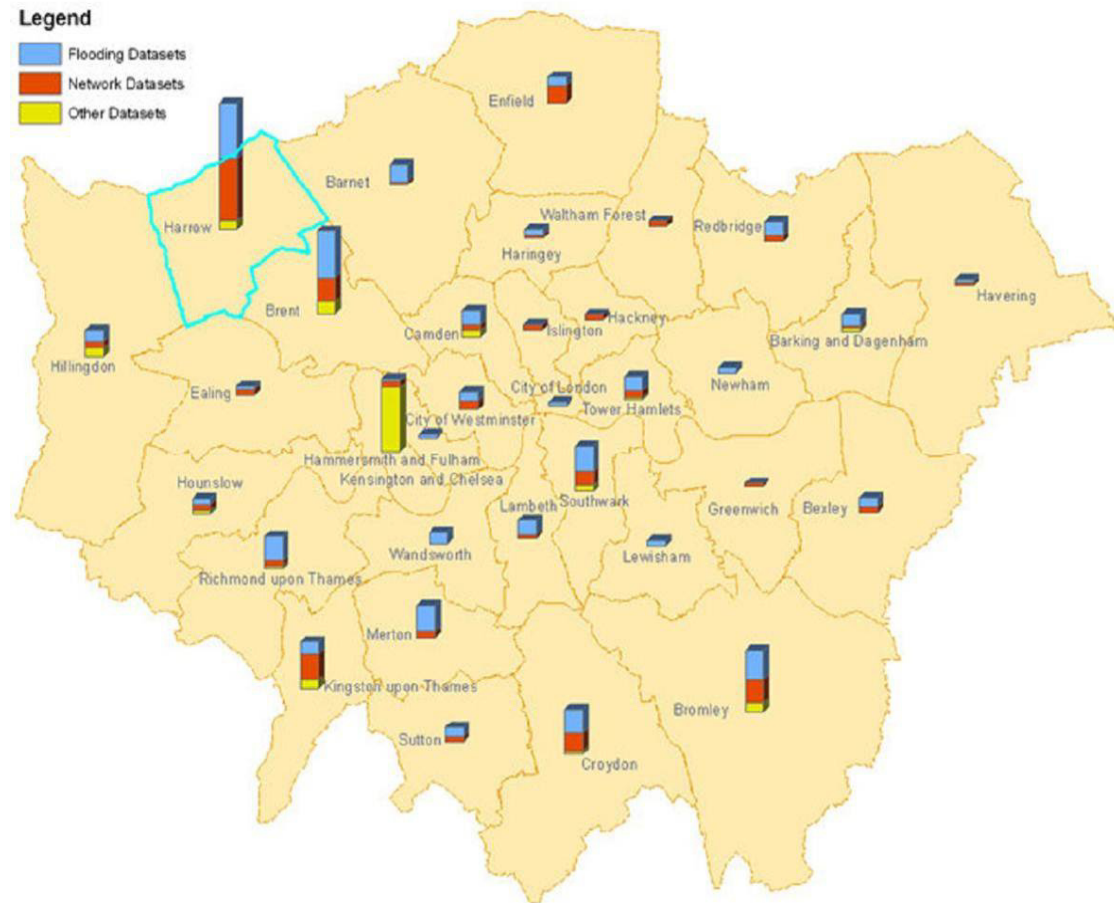 Legend
Flooding Datasets
Network Datasets
Other Datasets
Enfield
Barnet
Harrow
Waltham Forest
Redbridge
Haringey
Havering
Brent
Camden
Islington
Hackney
Barking and Dagenham
Hillingdon
Ealing
City of London
Newham
City of Westminster
Tower Hamlets
Hammersmith and Fulham
Kensington and Chelsea
Hounslow
Southwark
Lambeth
Greenwich
Bexley
Wandsworth
Lewisham
Richmond upon Thames
Merton
Kingston upon Thames
Bromley
Sutton
Croydon